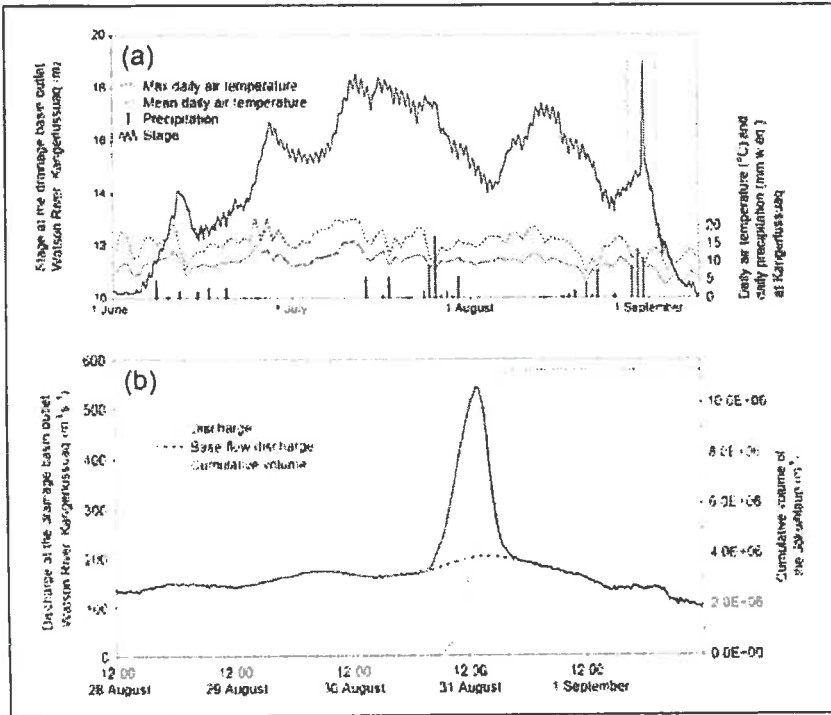 (a)
Stage at the drainage basin outlet
Watson River Kangerlussuaq (m)
20
18
16
14
12
10
Max daily air temperature
Mean daily air temperature
Precipitation
Stage
20
15
10
5
0
Daily air temperature (°C) and
daily precipitation (mm w eq )
at Kangerlussuaq
1 June
1 July
1 August
1 September
(b)
Discharge at the drainage basin outlet
Watson River Kangerlussuaq (m³s⁻¹)
600
500
400
300
200
100
0
Discharge
Base flow discharge
Cumulative volume
10.0E+06
8.0E+06
6.0E+06
4.0E+06
2.0E+06
0.0E+00
Cumulative volume of
the Jökulhlaup (m³)
12 00
12 00
12 00
12 00
12 00
28 August
29 August
30 August
31 August
1 September